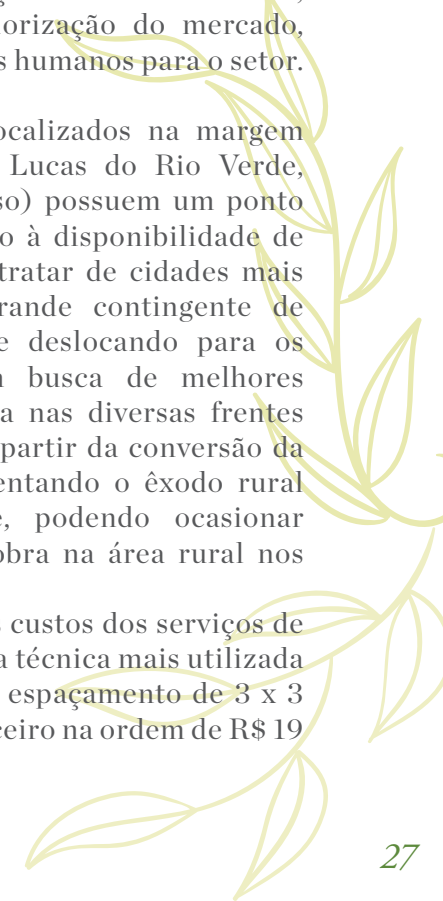 orização do mercado,
s humanos para o setor.
ocalizados na margem
Lucas do Rio Verde,
so) possuem um ponto
o à disponibilidade de
tratar de cidades mais
rande contingente de
e deslocando para os
busca de melhores
a nas diversas frentes
partir da conversão da
entando o êxodo rural
e, podendo ocasionar
obra na área rural nos
s custos dos serviços de
a técnica mais utilizada
espaçamento de 3 x 3
ceiro na ordem de R$ 19
27